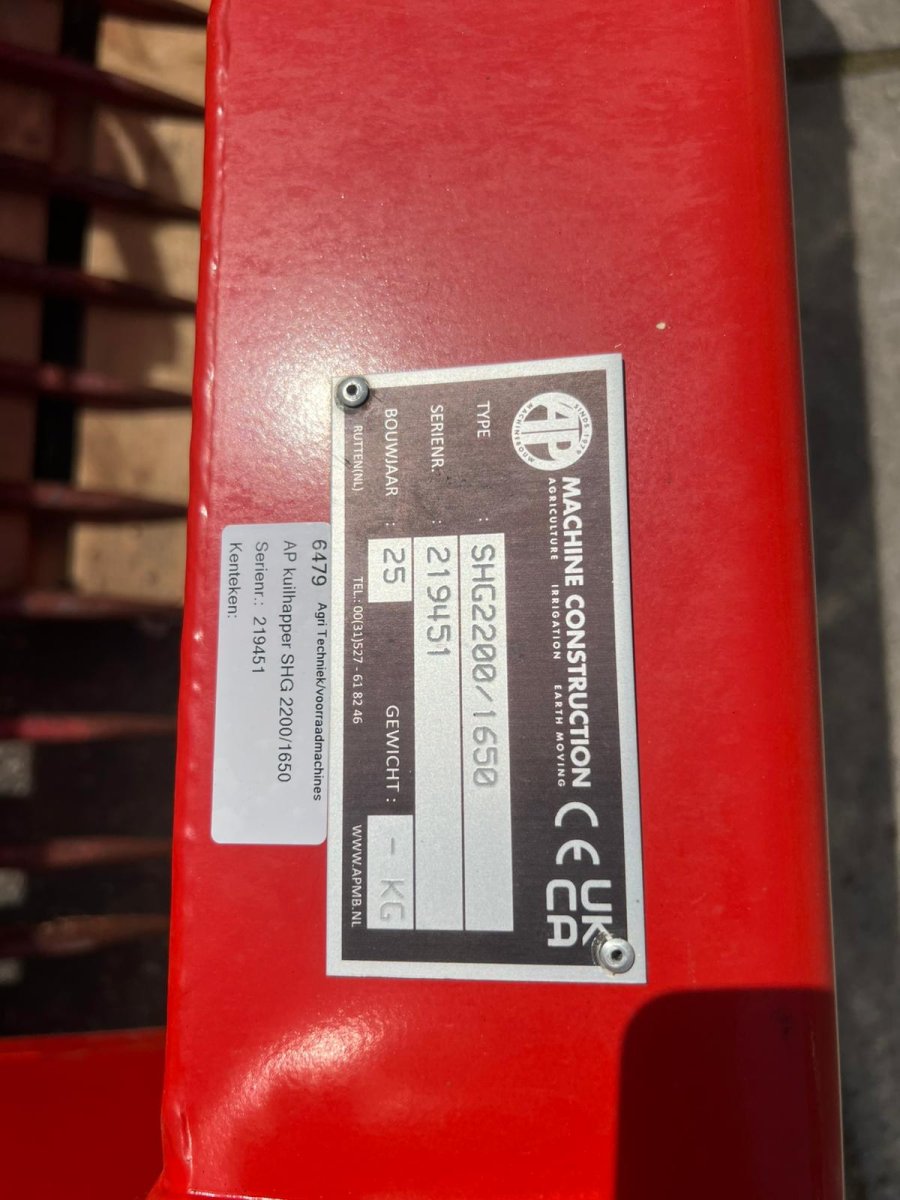 SINDS 1979
AP
MACHINEBOUW
MACHINE CONSTRUCTION
AGRICULTURE IRRIGATION EARTH MOVING
CE UK
CA
TYPE : SHG2200/1650
SERIENR. : 219451
BOUWJAAR : 25 GEWICHT : - KG
RUTTEN(NL) TEL.: 00(31)527 - 61 82 46 WWW.APMB.NL
6479 Agri Techniek/voorraadmachines
AP kuilhapper SHG 2200/1650
Serienr.: 219451
Kenteken: